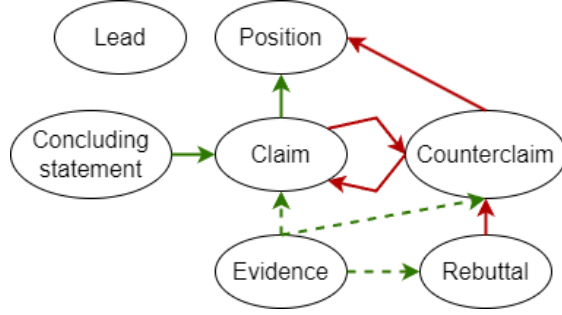 Lead
Position
Concluding
statement
Claim
Counterclaim
Evidence
Rebuttal